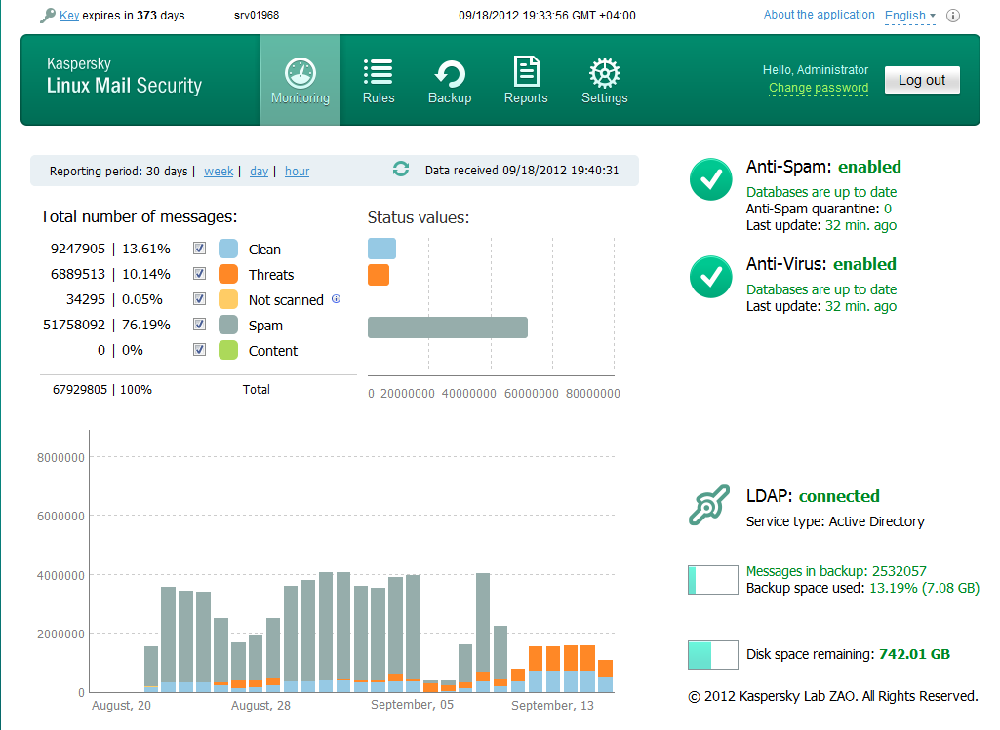 Key expires in 373 days srv01968 09/18/2012 19:33:56 GMT +04:00 About the application English
Kaspersky
Linux Mail Security
Monitoring Rules Backup Reports Settings
Hello, Administrator
Change password
Log out
Reporting period: 30 days | week | day | hour
Data received 09/18/2012 19:40:31
Total number of messages:
9247905 | 13.61% Clean
6889513 | 10.14% Threats
34295 | 0.05% Not scanned
51758092 | 76.19% Spam
0 | 0% Content
67929805 | 100% Total
Status values:
0 20000000 40000000 60000000 80000000
Anti-Spam: enabled
Databases are up to date
Anti-Spam quarantine: 0
Last update: 32 min. ago
Anti-Virus: enabled
Databases are up to date
Last update: 32 min. ago
8000000
6000000
4000000
2000000
0
August, 20 August, 28 September, 05 September, 13
LDAP: connected
Service type: Active Directory
Messages in backup: 2532057
Backup space used: 13.19% (7.08 GB)
Disk space remaining: 742.01 GB
© 2012 Kaspersky Lab ZAO. All Rights Reserved.